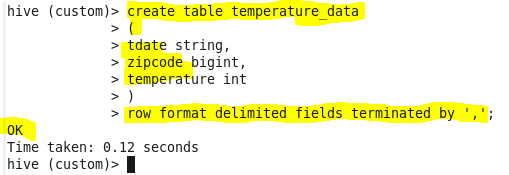 hive (custom)> create table temperature_data
> (
> tdate string,
> zipcode bigint,
> temperature int
> )
> row format delimited fields terminated by ',';
OK
Time taken: 0.12 seconds
hive (custom)>